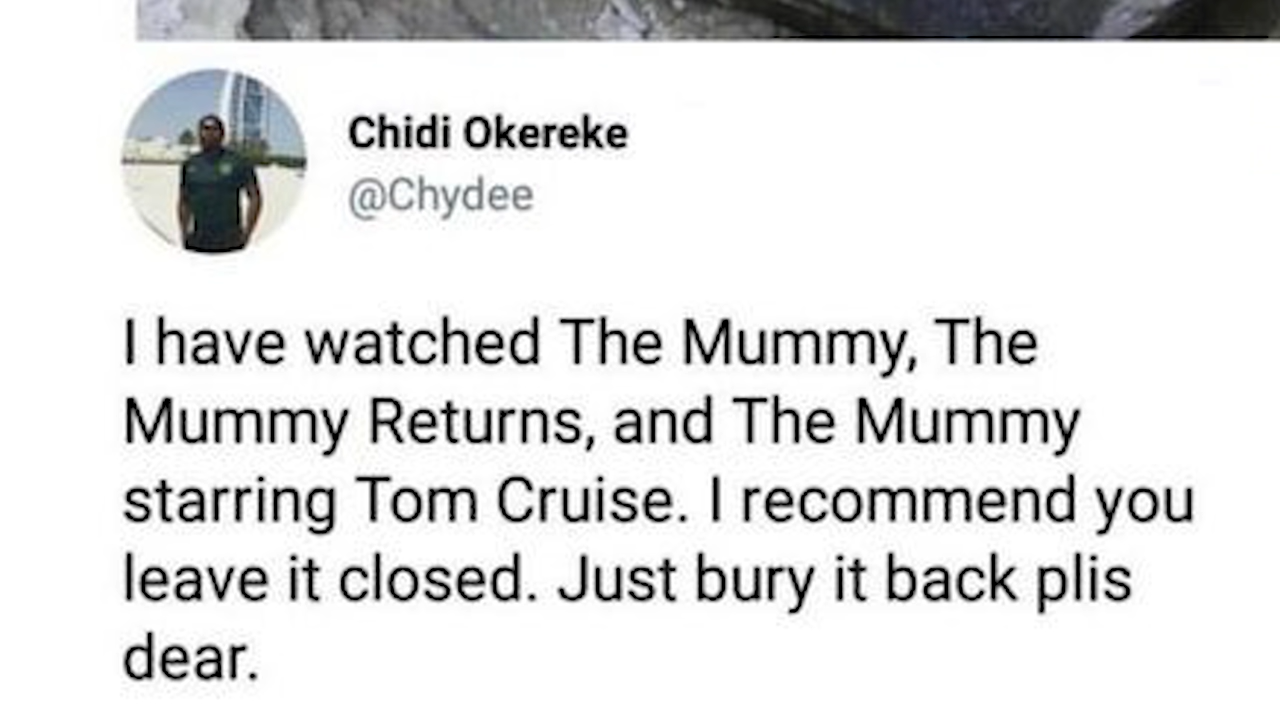 Chidi Okereke
@Chydee
I have watched The Mummy, The
Mummy Returns, and The Mummy
starring Tom Cruise. I recommend you
leave it closed. Just bury it back plis
dear.